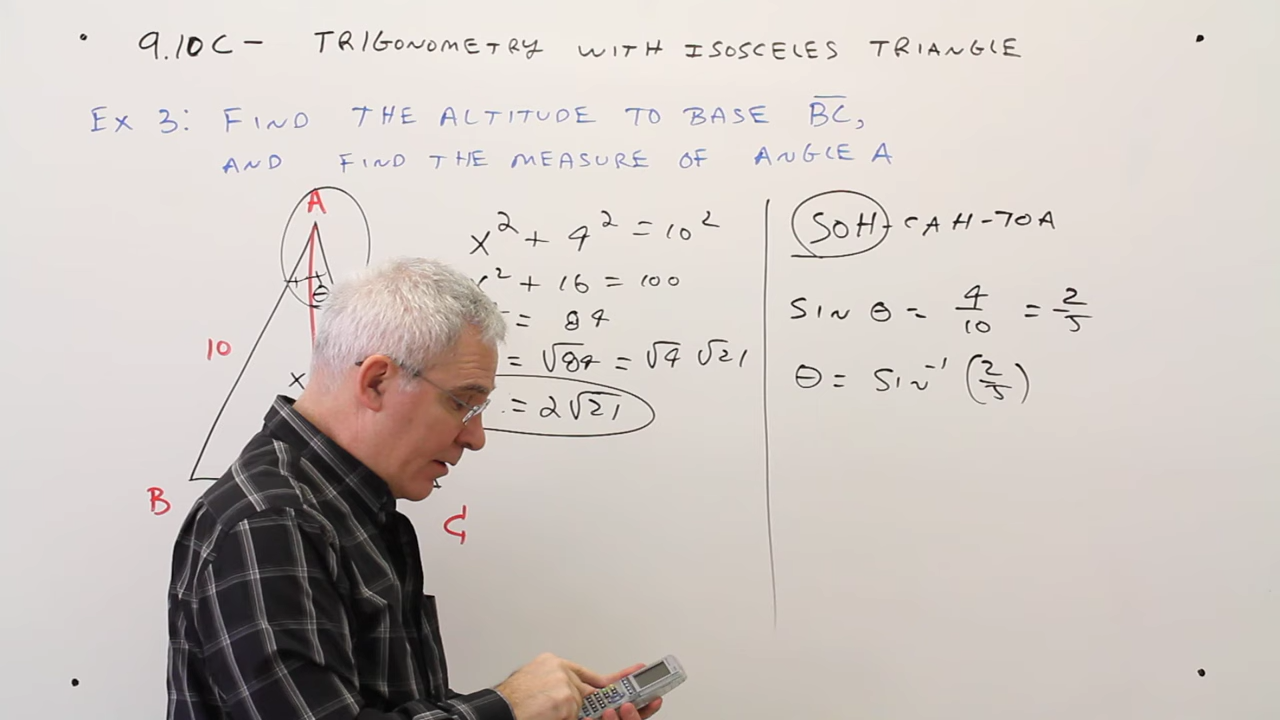 9.10C - TRIGONOMETRY WITH ISOSCELES TRIANGLE
Ex 3: FIND THE ALTITUDE TO BASE B̅C̅,
AND FIND THE MEASURE OF ANGLE A
A
θ
10
x
B
C
x² + 4² = 10²
² + 16 = 100
= 84
= √84 = √4 √21
= 2√21
SOH-CAH-TOA
SIN θ = 4/10 = 2/5
θ = SIN⁻¹ (2/5)